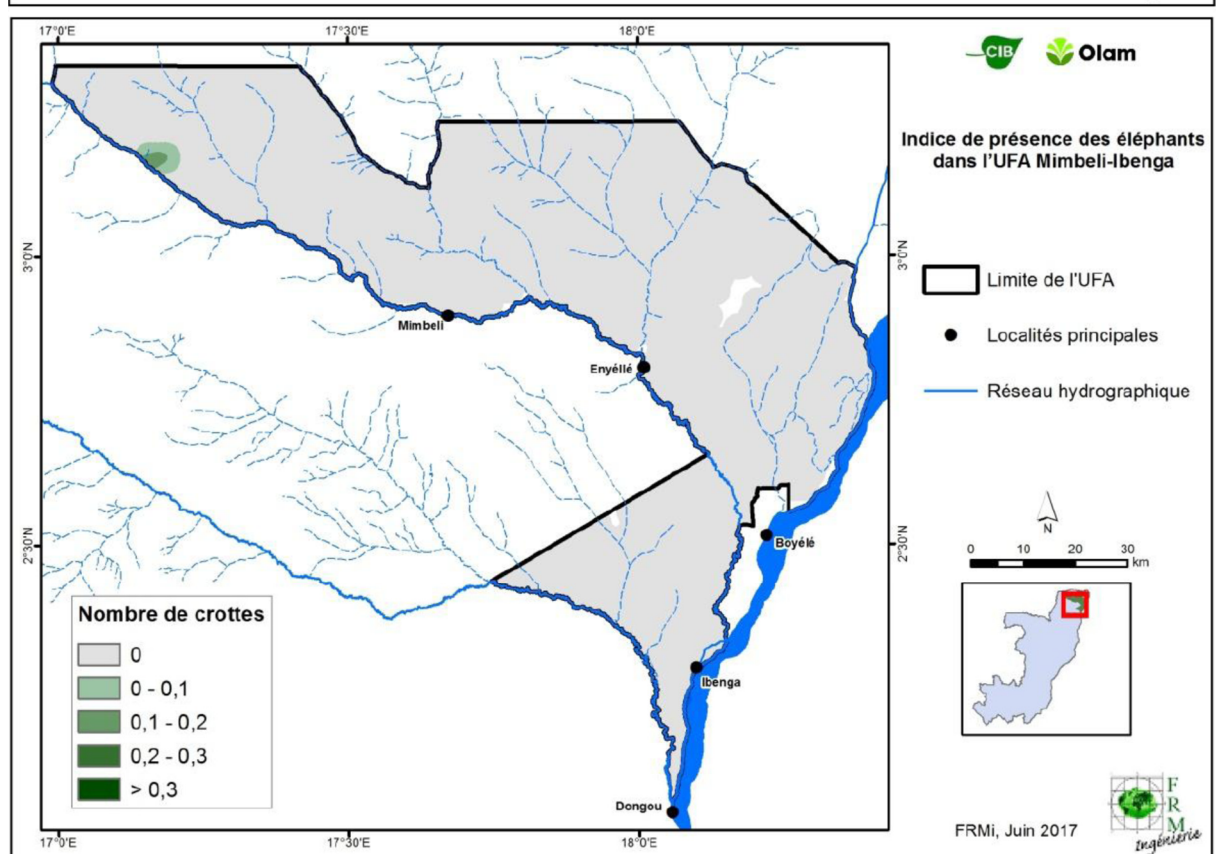 17°0'E
17°30'E
18°0'E
CIB
Olam
Indice de présence des éléphants
dans l'UFA Mimbeli-Ibenga
3°0'N
3°0'N
Limite de l'UFA
Mimbeli
Localités principales
Enyéllé
Réseau hydrographique
2°30'N
2°30'N
Boyélé
N
0 10 20 30
km
Nombre de crottes
0
0 - 0,1
0,1 - 0,2
0,2 - 0,3
> 0,3
Ibenga
Dongou
FRMi, Juin 2017
F
R
M
Ingénierie
17°0'E
17°30'E
18°0'E